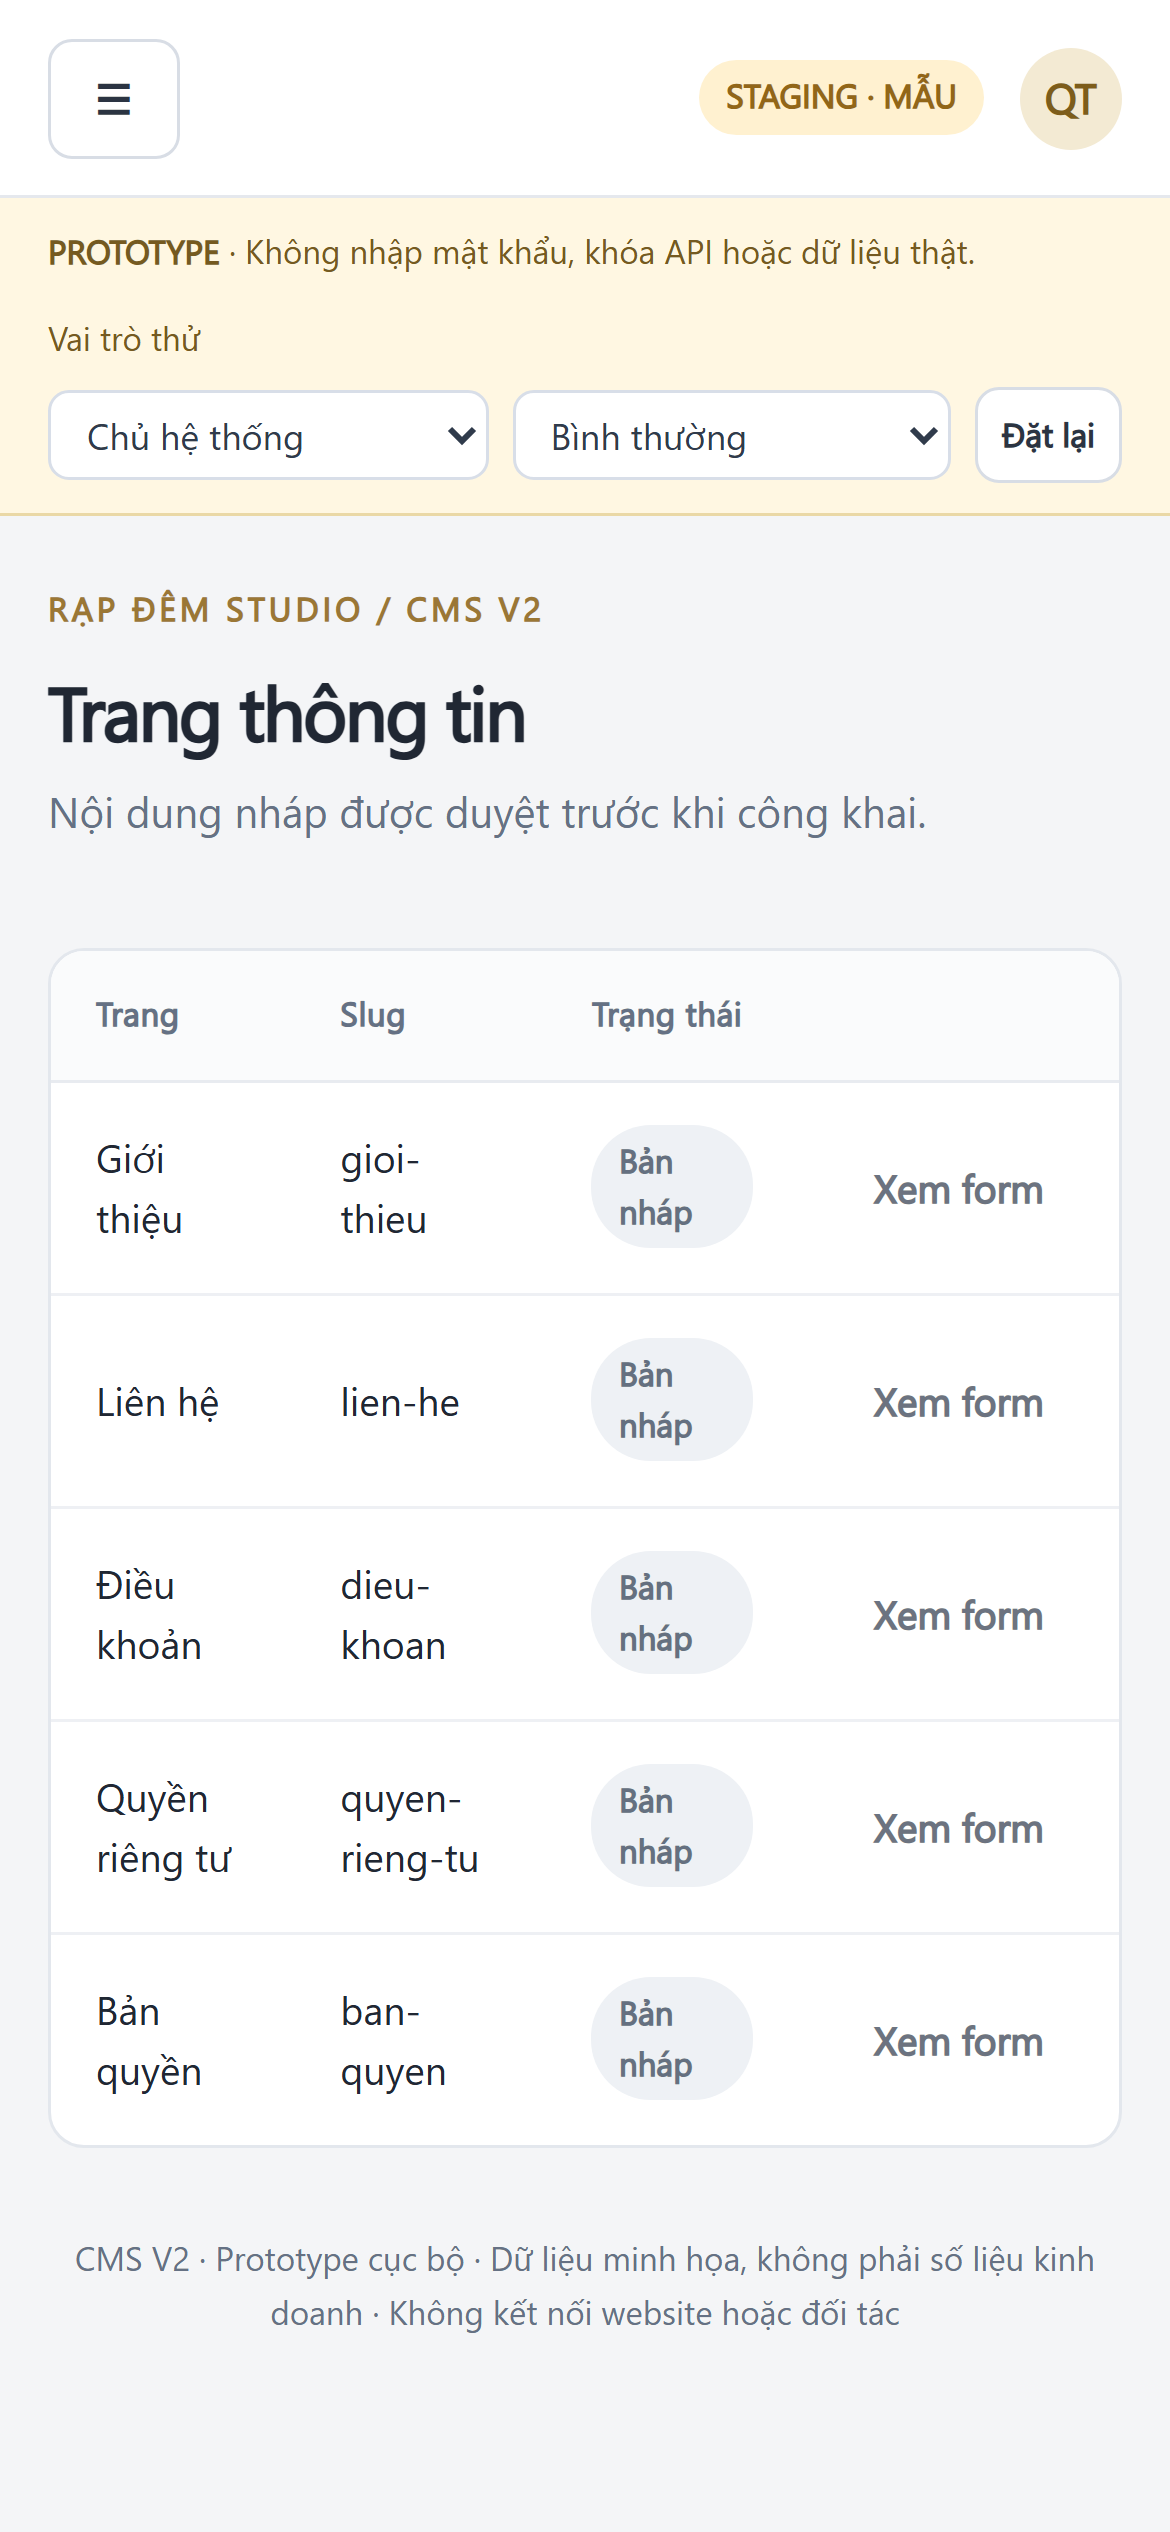 ☰
STAGING · MẪU
QT
PROTOTYPE · Không nhập mật khẩu, khóa API hoặc dữ liệu thật.
Vai trò thử
Chủ hệ thống
Bình thường
Đặt lại
RẠP ĐÊM STUDIO / CMS V2
Trang thông tin
Nội dung nháp được duyệt trước khi công khai.
Trang Slug Trạng thái
Giới
thiệu
gioi-
thieu
Bản
nháp
Xem form
Liên hệ
lien-he
Bản
nháp
Xem form
Điều
khoản
dieu-
khoan
Bản
nháp
Xem form
Quyền
riêng tư
quyen-
rieng-tu
Bản
nháp
Xem form
Bản
quyền
ban-
quyen
Bản
nháp
Xem form
CMS V2 · Prototype cục bộ · Dữ liệu minh họa, không phải số liệu kinh
doanh · Không kết nối website hoặc đối tác